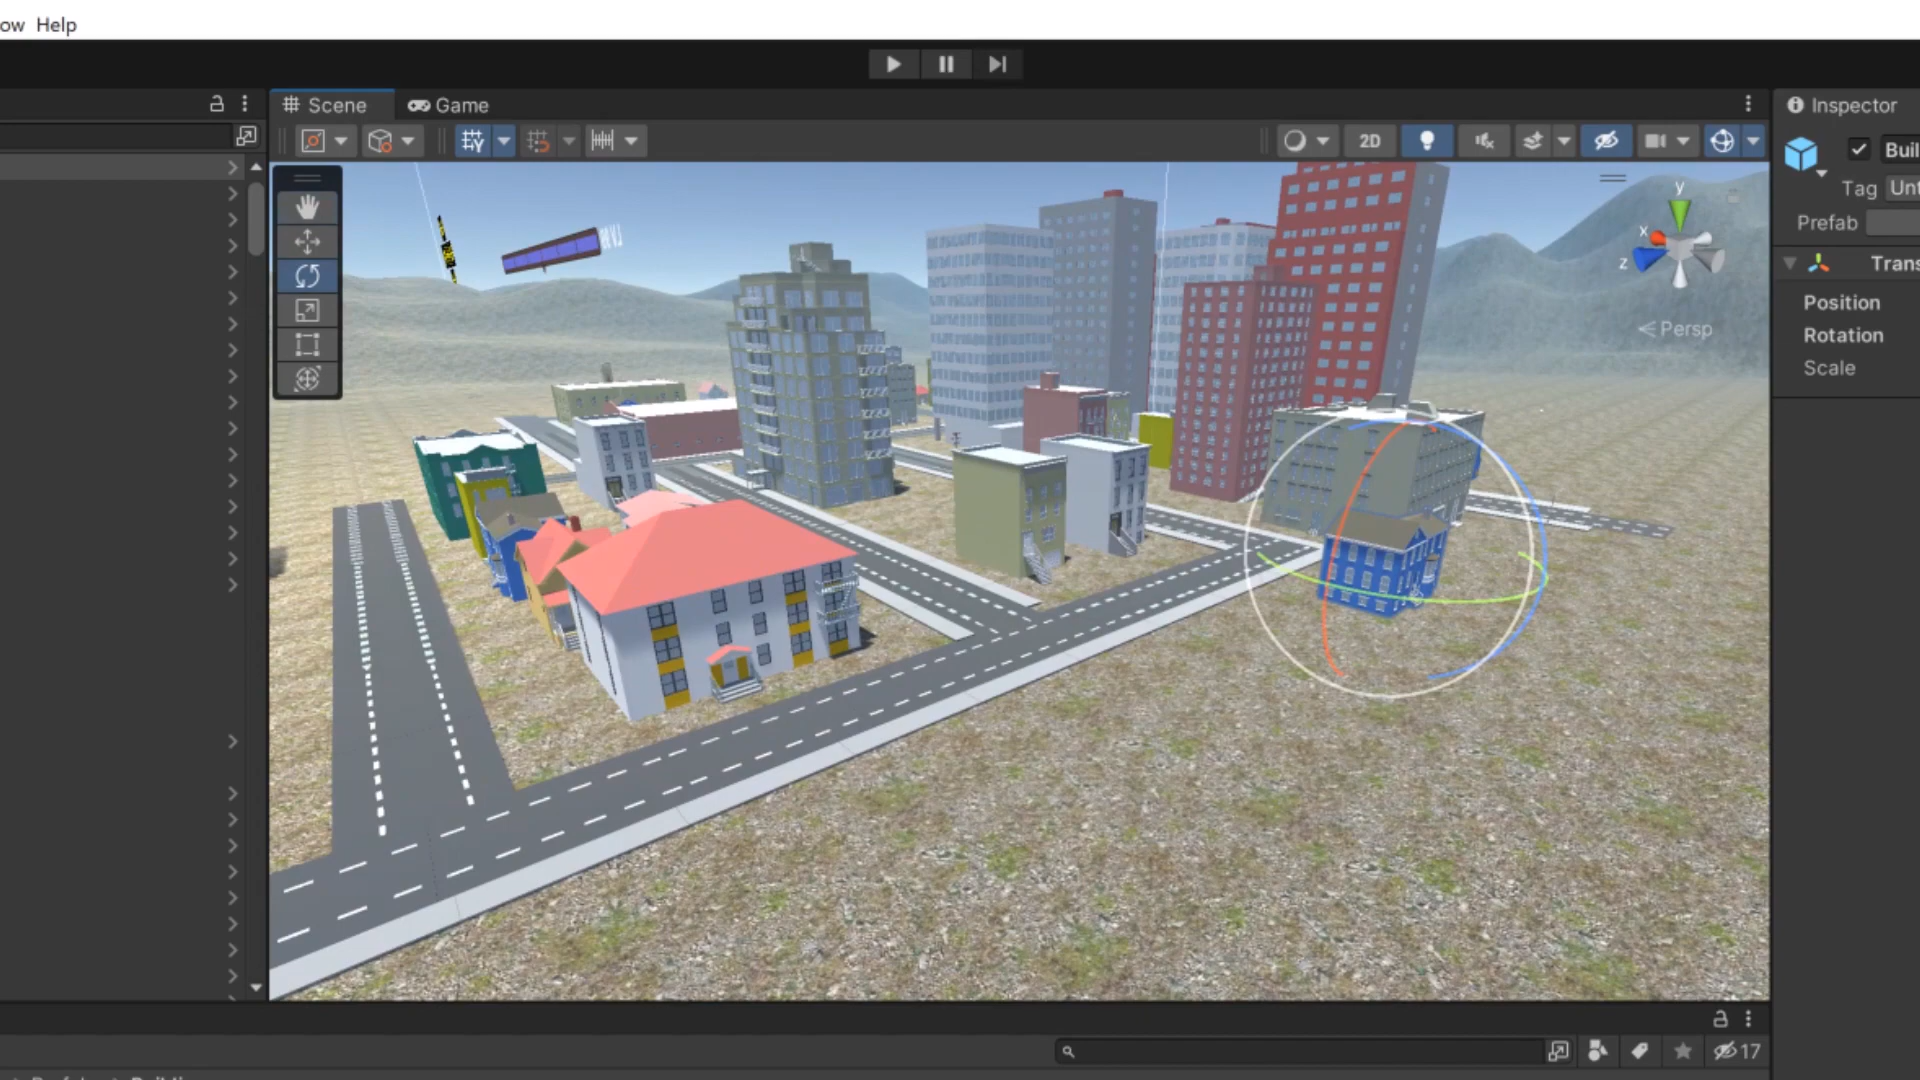 ow Help
Scene
Game
Inspector
2D
Buil
Tag Unt
Prefab
y
x
z
Persp
Trans
Position
Rotation
Scale
17